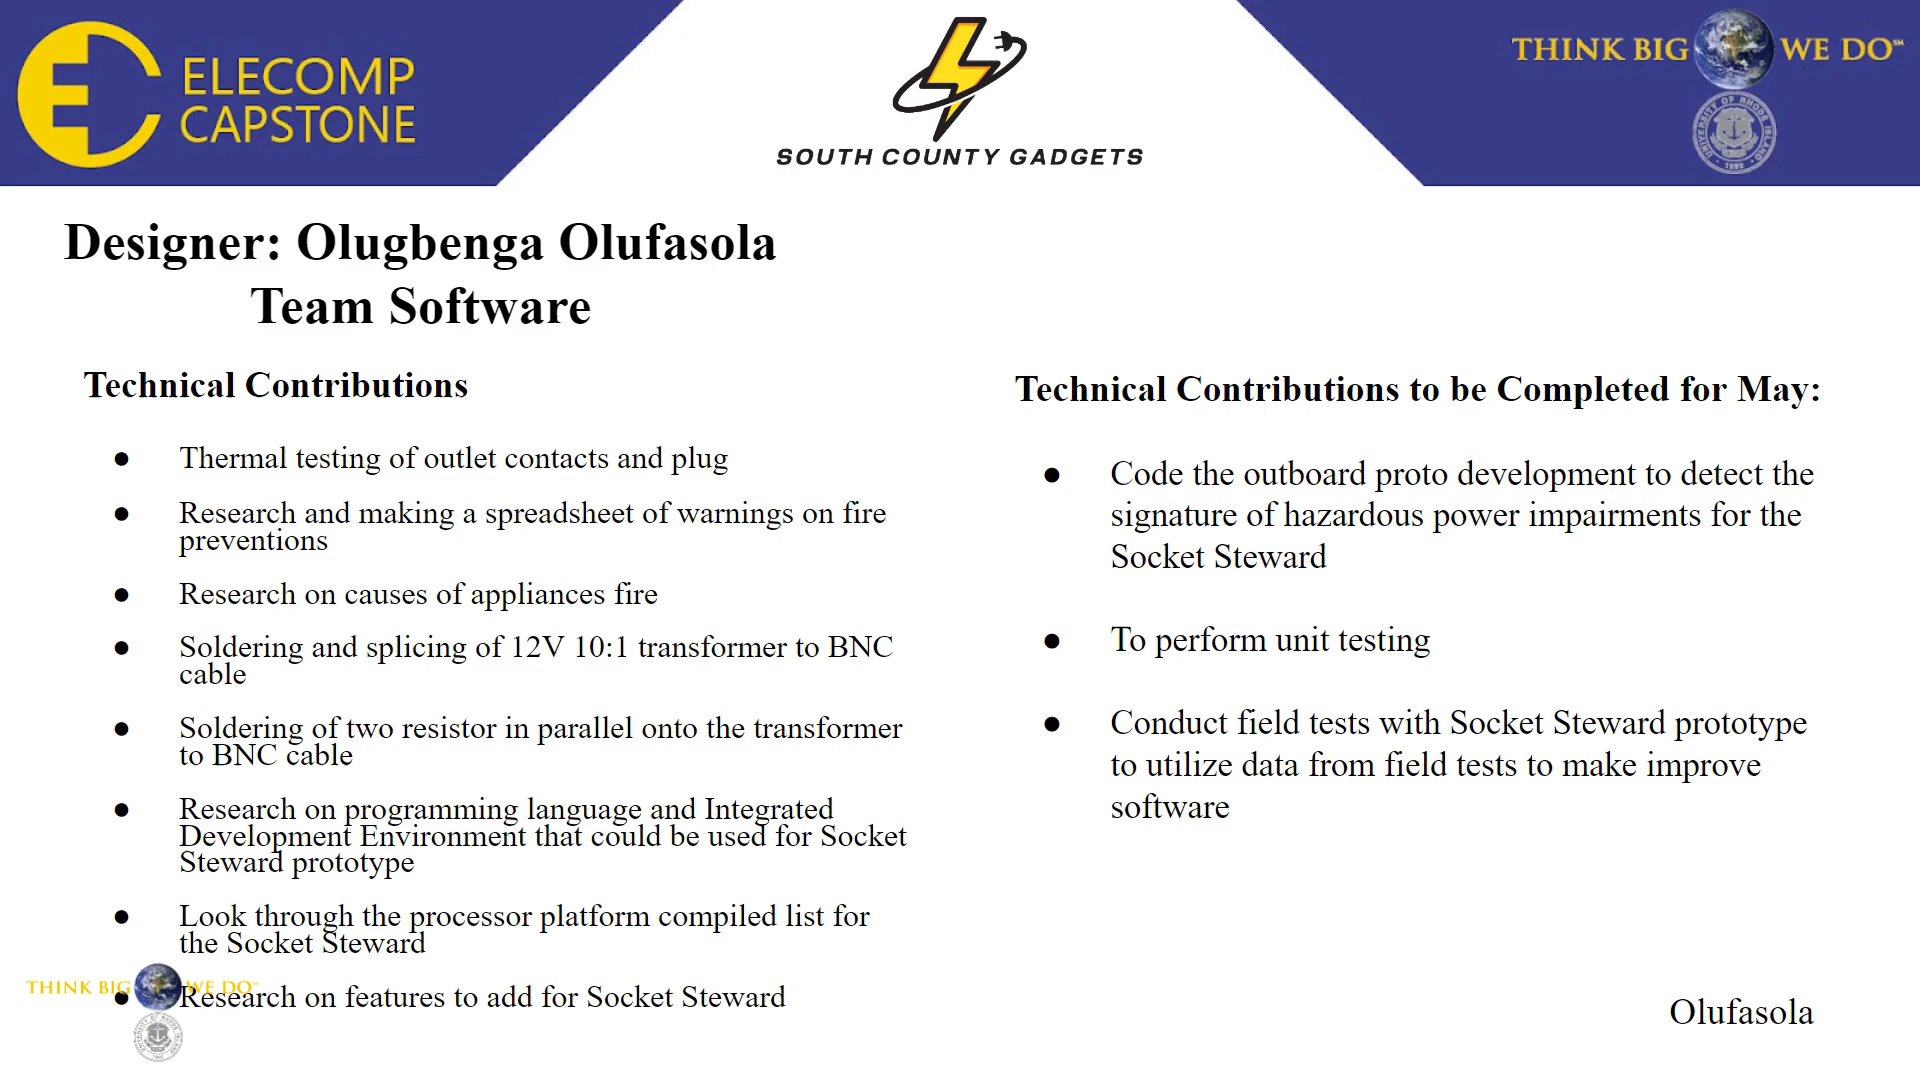 ELECOMP
CAPSTONE
SOUTH COUNTY GADGETS
THINK BIG WE DO℠
UNIVERSITY OF RHODE ISLAND
1892
Designer: Olugbenga Olufasola
Team Software
Technical Contributions
● Thermal testing of outlet contacts and plug
● Research and making a spreadsheet of warnings on fire
preventions
● Research on causes of appliances fire
● Soldering and splicing of 12V 10:1 transformer to BNC
cable
● Soldering of two resistor in parallel onto the transformer
to BNC cable
● Research on programming language and Integrated
Development Environment that could be used for Socket
Steward prototype
● Look through the processor platform compiled list for
the Socket Steward
● Research on features to add for Socket Steward
Technical Contributions to be Completed for May:
● Code the outboard proto development to detect the
signature of hazardous power impairments for the
Socket Steward
● To perform unit testing
● Conduct field tests with Socket Steward prototype
to utilize data from field tests to make improve
software
THINK BIG WE DO℠
Olufasola